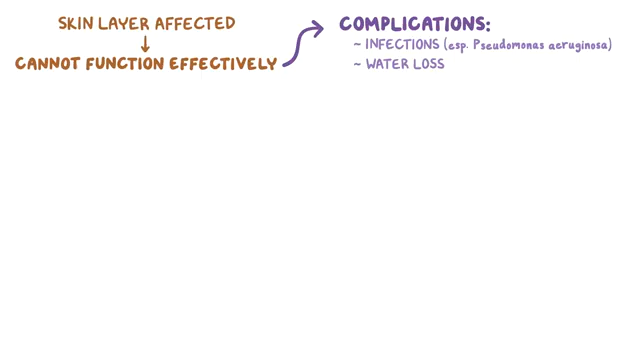 SKIN LAYER AFFECTED
↓
CANNOT FUNCTION EFFECTIVELY
COMPLICATIONS:
~ INFECTIONS (esp. Pseudomonas aeruginosa)
~ WATER LOSS